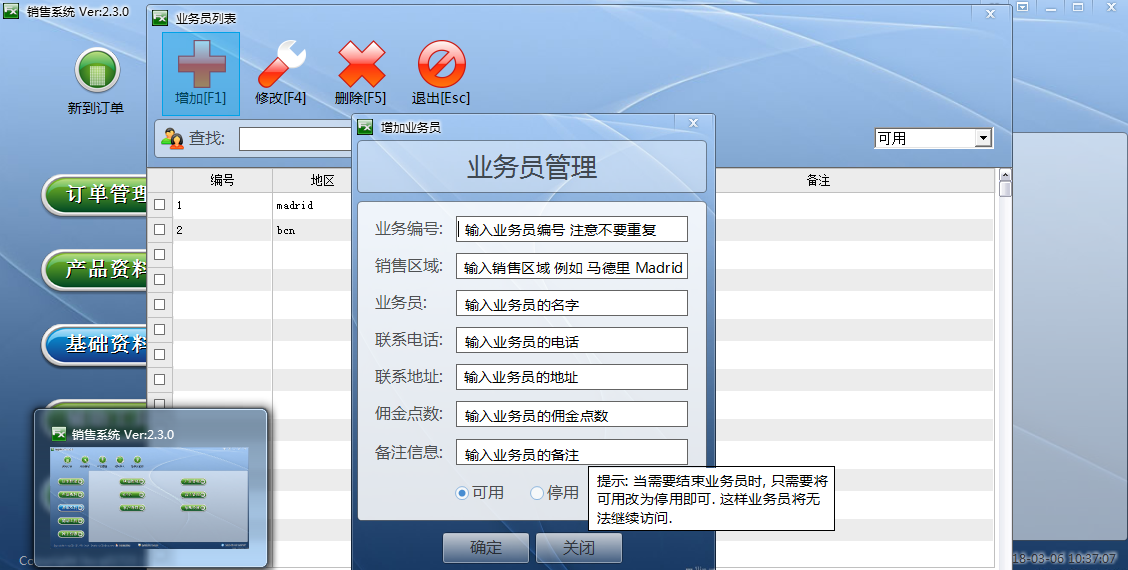 销售系统 Ver:2.3.0
业务员列表
新到订单
增加[F1]
修改[F4]
删除[F5]
退出[Esc]
查找:
可用
编号
地区
备注
1
madrid
2
bcn
订单管理
产品资料
基础资料
增加业务员
业务员管理
业务编号:
输入业务员编号 注意不要重复
销售区域:
输入销售区域 例如 马德里 Madrid
业务员:
输入业务员的名字
联系电话:
输入业务员的电话
联系地址:
输入业务员的地址
佣金点数:
输入业务员的佣金点数
备注信息:
输入业务员的备注
可用
停用
提示: 当需要结束业务员时, 只需要将
可用改为停用即可. 这样业务员将无
法继续访问.
确定
关闭
销售系统 Ver:2.3.0
18-03-06 10:37:07